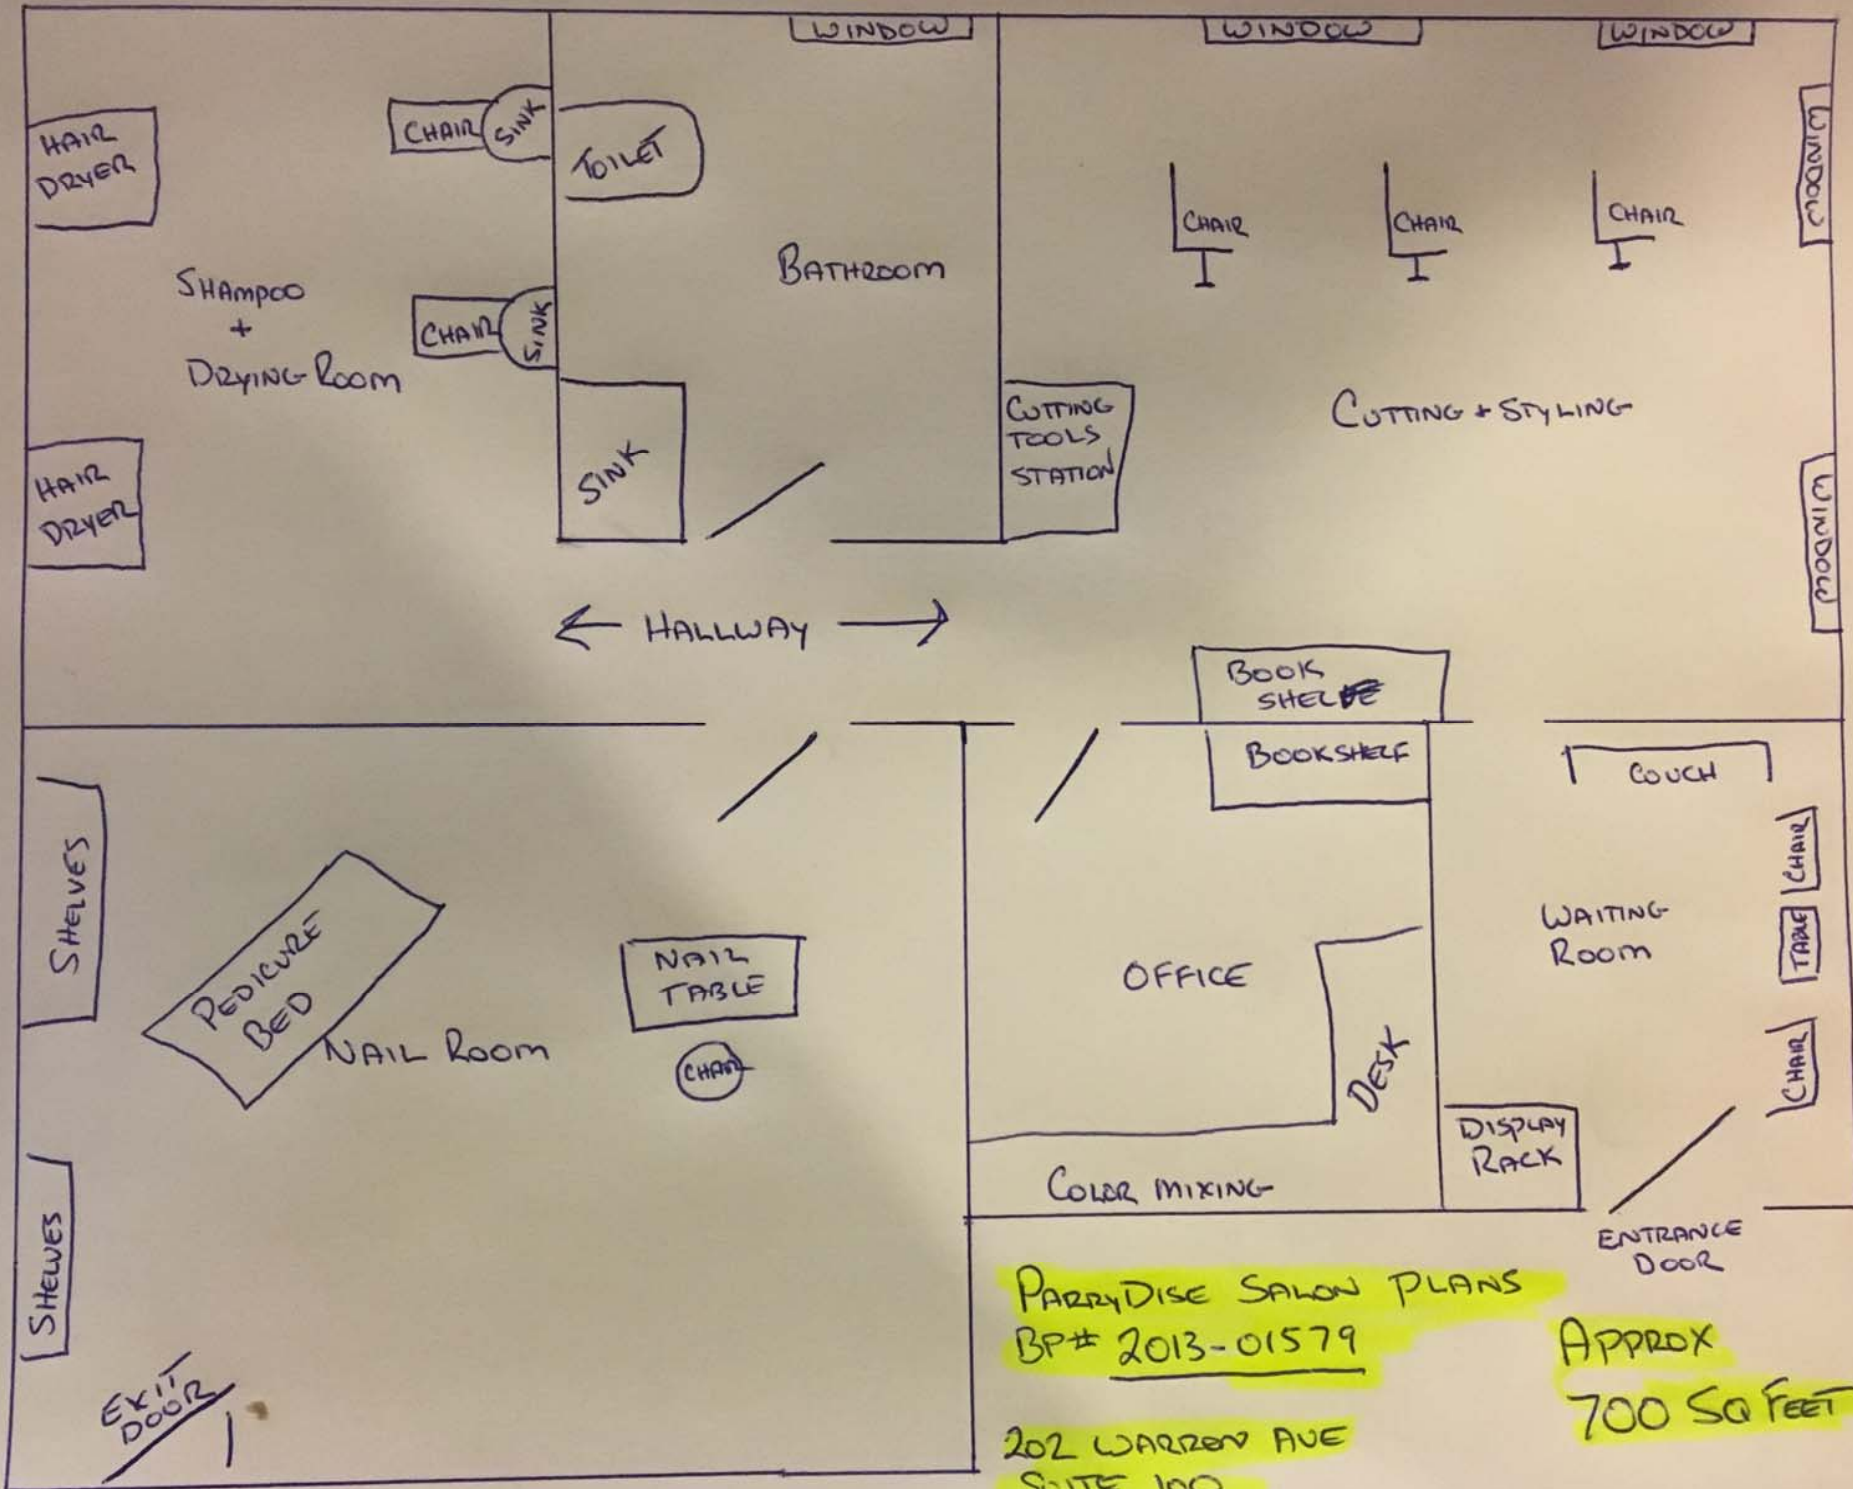 WINDOW
WINDOW
WINDOW
HAIR
DRYER
CHAIR
SINK
TOILET
WINDOW
CHAIR
CHAIR
CHAIR
BATHROOM
SHAMPOO
+
DRYING ROOM
CHAIR
SINK
CUTTING
TOOLS
STATION
CUTTING + STYLING
HAIR
DRYER
SINK
WINDOW
← HALLWAY →
BOOK
SHELF
BOOKSHELF
COUCH
SHELVES
CHAIR
PEDICURE
BED
NAIL
TABLE
OFFICE
WAITING
ROOM
TABLE
NAIL ROOM
CHAIR
DESK
CHAIR
DISPLAY
RACK
COLOR MIXING
SHELVES
ENTRANCE
DOOR
EXIT
DOOR
PARRYDISE SALON PLANS
BP# 2013-01579
APPROX
700 SQ FEET
202 WARREN AVE
SUITE 100